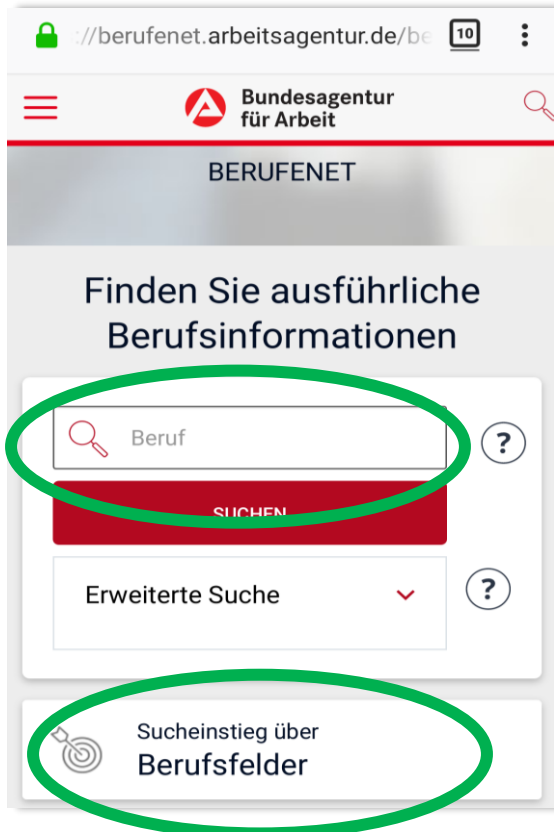 ://berufenet.arbeitsagentur.de/be
10
Bundesagentur
für Arbeit
BERUFENET
Finden Sie ausführliche
Berufsinformationen
Beruf
?
SUCHEN
Erweiterte Suche
?
Sucheinstieg über
Berufsfelder